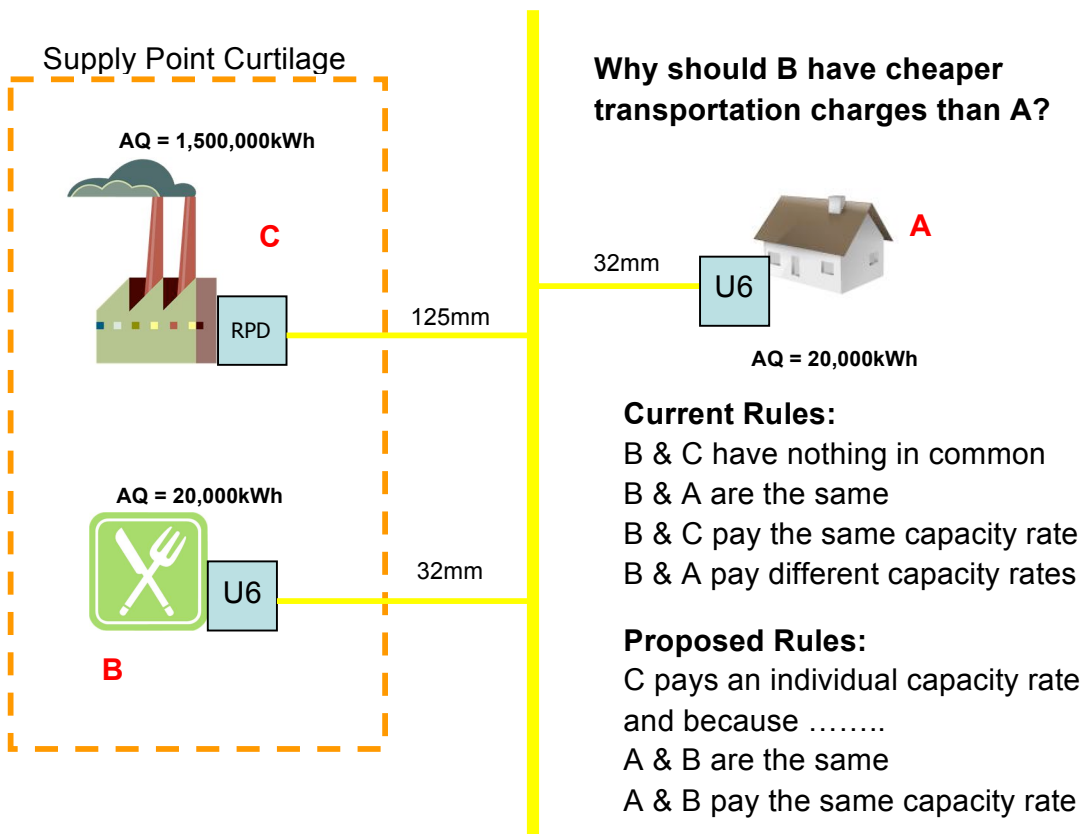 Supply Point Curtilage
AQ = 1,500,000kWh
C
RPD
125mm
AQ = 20,000kWh
U6
32mm
B
Why should B have cheaper
transportation charges than A?
A
32mm
U6
AQ = 20,000kWh
Current Rules:
B & C have nothing in common
B & A are the same
B & C pay the same capacity rate
B & A pay different capacity rates
Proposed Rules:
C pays an individual capacity rate
and because ……..
A & B are the same
A & B pay the same capacity rate